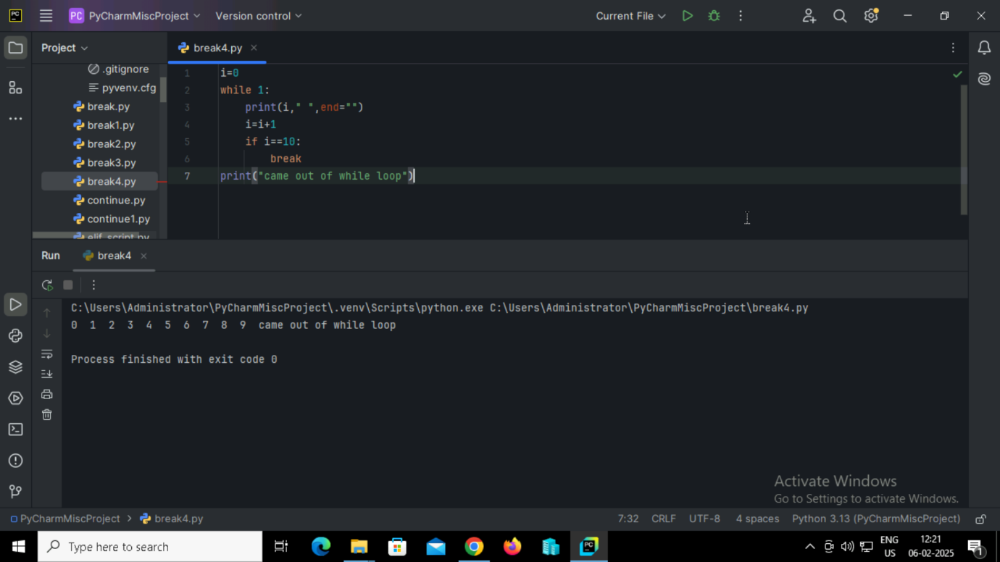 PC PyCharmMiscProject Version control Current File
Project
break4.py
.gitignore
pyvenv.cfg
break.py
break1.py
break2.py
break3.py
break4.py
continue.py
continue1.py
elif_script.py
1 i=0
2 while 1:
3     print(i," ",end="")
4     i=i+1
5     if i==10:
6         break
7 print("came out of while loop")
Run break4
C:\Users\Administrator\PyCharmMiscProject\.venv\Scripts\python.exe C:\Users\Administrator\PyCharmMiscProject\break4.py
0  1  2  3  4  5  6  7  8  9  came out of while loop
Process finished with exit code 0
Activate Windows
Go to Settings to activate Windows.
PyCharmMiscProject > break4.py 7:32 CRLF UTF-8 4 spaces Python 3.13 (PyCharmMiscProject)
Type here to search
PC
ENG
US
12:21
06-02-2025
1